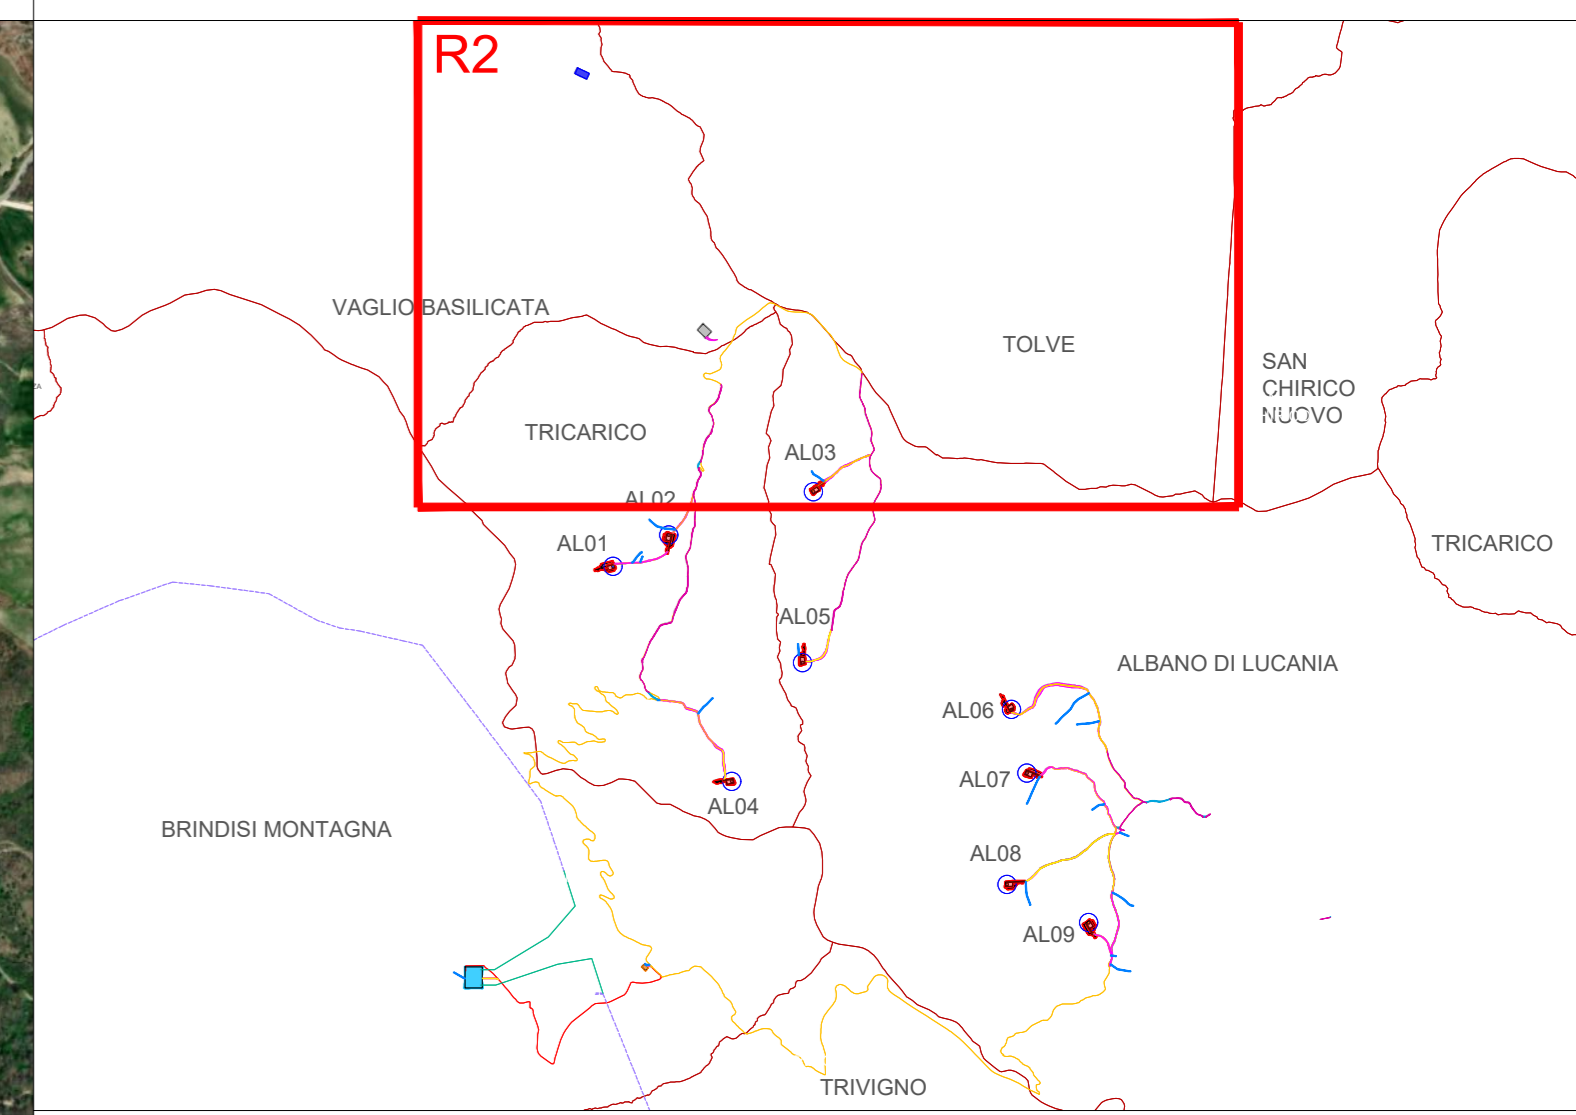 R2
VAGLIO BASILICATA
TOLVE
SAN
CHIRICO
NUOVO
ZA
TRICARICO
AL03
AL02
AL01
TRICARICO
AL05
ALBANO DI LUCANIA
AL06
AL07
AL04
BRINDISI MONTAGNA
AL08
AL09
TRIVIGNO